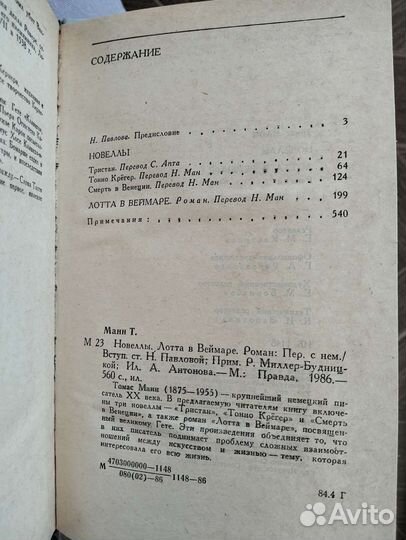 СОДЕРЖАНИЕ
Н. Павлова. Предисловие 3
НОВЕЛЛЫ
Тристан. Перевод С. Апта 21
Тонио Крёгер. Перевод Н. Ман 64
Смерть в Венеции. Перевод Н. Ман 124
ЛОТТА В ВЕЙМАРЕ. Роман. Перевод Н. Ман 199
Примечания 540
Манн Т.
М 23 Новеллы. Лотта в Веймаре. Роман: Пер. с нем./
Вступ. ст. Н. Павловой; Прим. Р. Миллер-Будниц-
кой; Ил. А. Антонова.—М.: Правда, 1986.—
560 с., ил.
Томас Манн (1875—1955) — крупнейший немецкий пи-
сатель XX века. В предлагаемую читателям книгу включе-
ны три новеллы — «Тристан», «Тонио Крёгер» и «Смерть
в Венеции», а также роман «Лотта в Веймаре», посвящен-
ный великому Гете. Эти произведения объединяет то, что
в них писатель поднимает проблему сложных взаимоот-
ношений между искусством и жизнью — тему, которая
интересовала его всю жизнь.
М 4703000000—1148
080(02)—86 —1148—86
84.4 Г